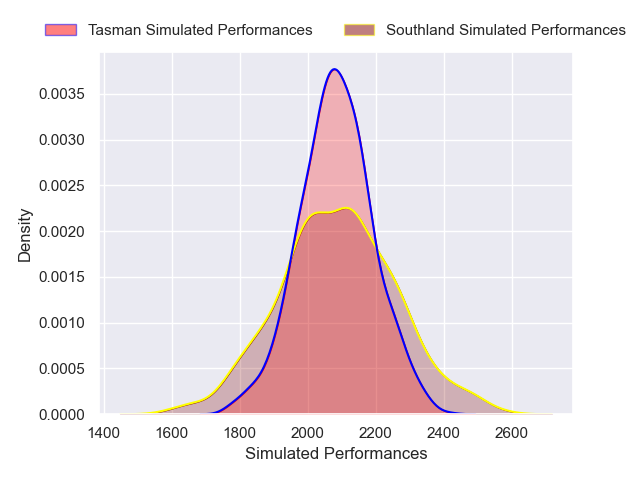 Tasman Simulated Performances Southland Simulated Performances
0.0035
0.0030
0.0025
0.0020
0.0015
0.0010
0.0005
0.0000
Density
1400 1600 1800 2000 2200 2400 2600
Simulated Performances